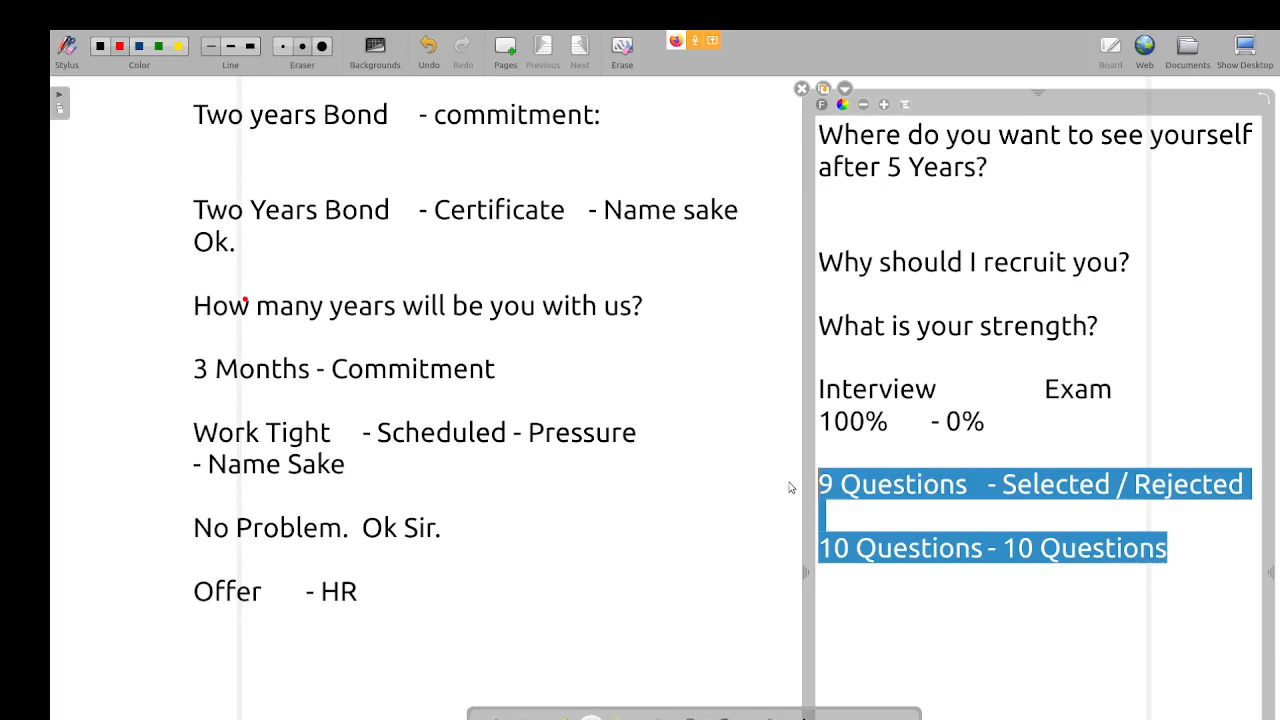 Stylus
Color
Line
Eraser
Backgrounds
Undo
Redo
Pages
Previous
Next
Erase
Board
Web
Documents
Show Desktop
Two years Bond - commitment:
Two Years Bond - Certificate - Name sake
Ok.
How many years will be you with us?
3 Months - Commitment
Work Tight - Scheduled - Pressure
- Name Sake
No Problem. Ok Sir.
Offer - HR
F
Where do you want to see yourself
after 5 Years?
Why should I recruit you?
What is your strength?
Interview Exam
100% - 0%
9 Questions - Selected / Rejected
10 Questions - 10 Questions